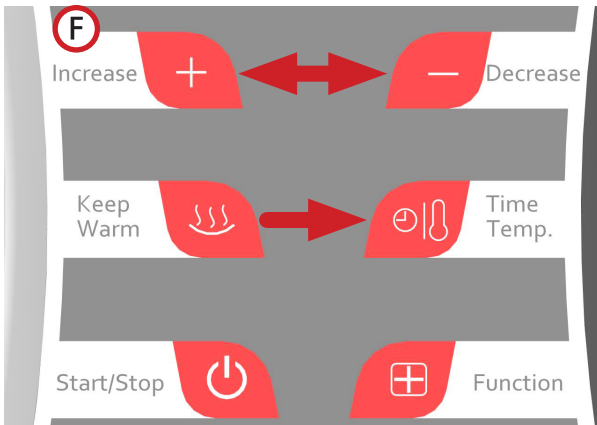 F
Increase
Decrease
Keep
Warm
Time
Temp.
Start/Stop
Function